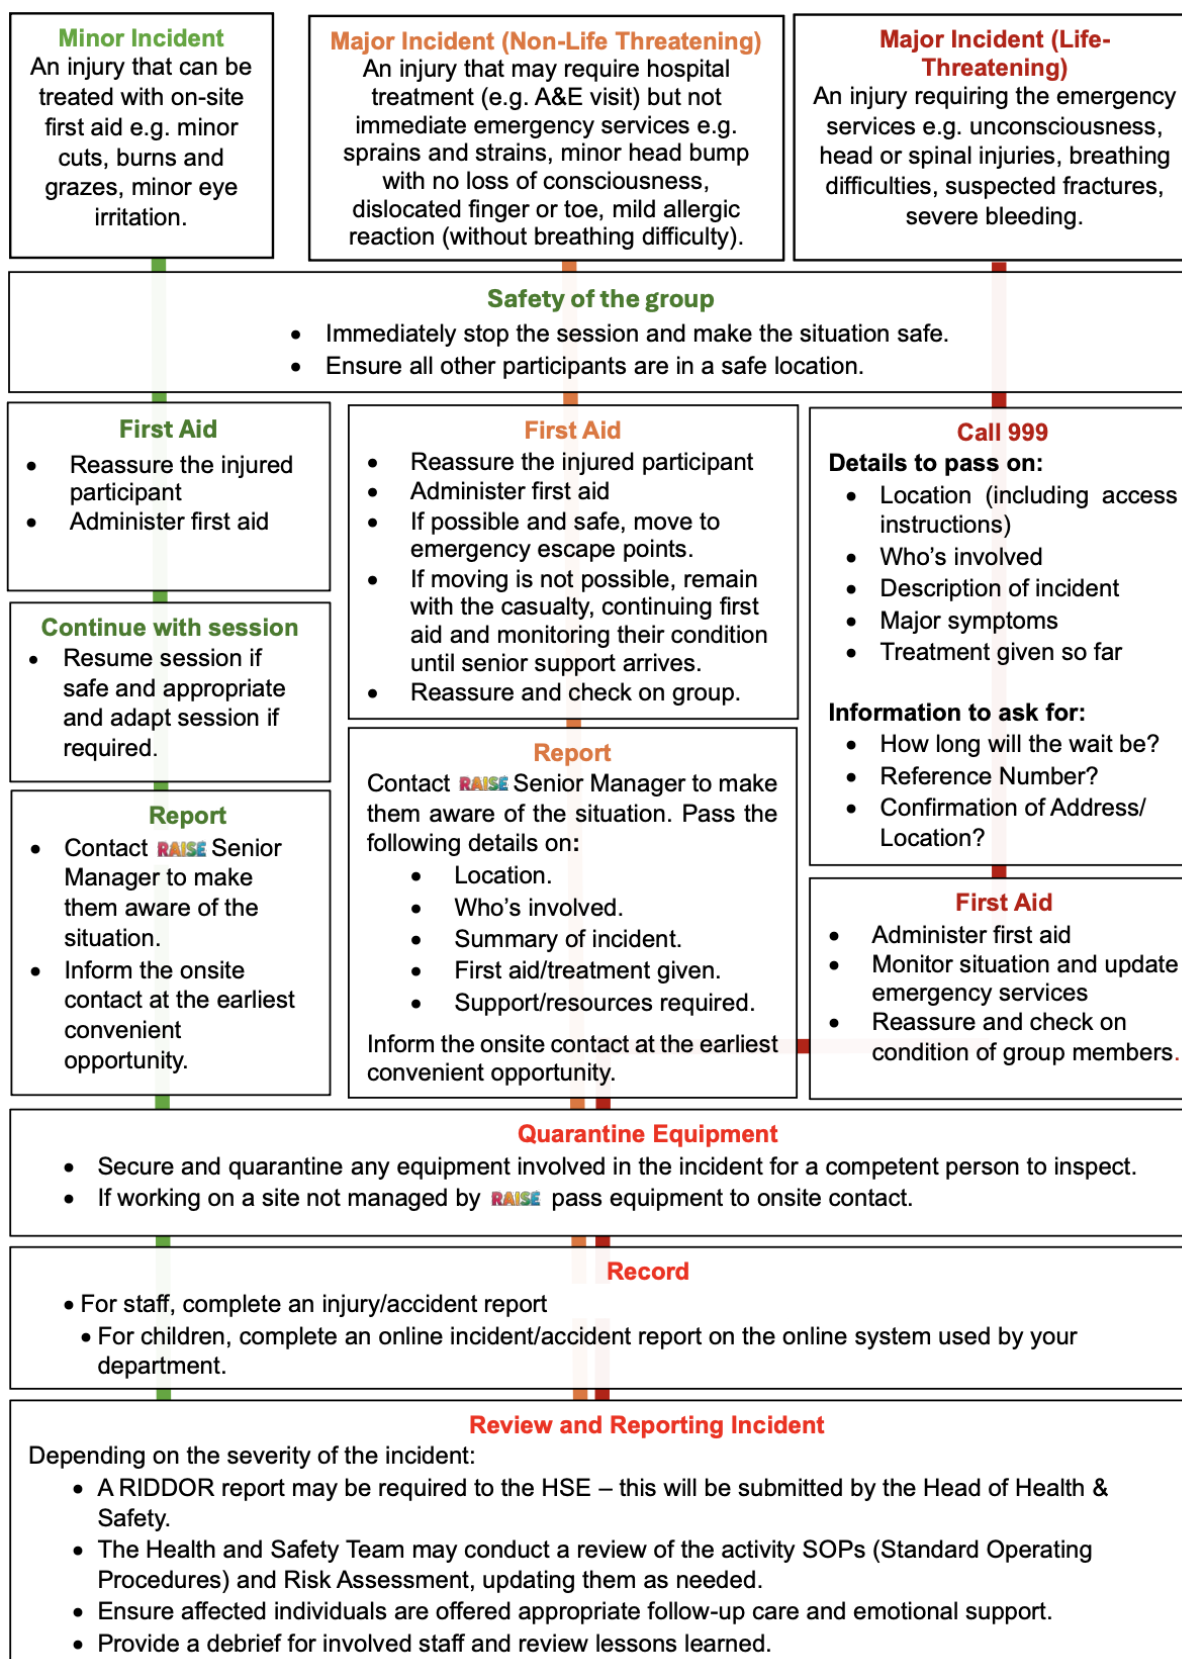 Minor Incident
An injury that can be
treated with on-site
first aid e.g. minor
cuts, burns and
grazes, minor eye
irritation.
Major Incident (Non-Life Threatening)
An injury that may require hospital
treatment (e.g. A&E visit) but not
immediate emergency services e.g.
sprains and strains, minor head bump
with no loss of consciousness,
dislocated finger or toe, mild allergic
reaction (without breathing difficulty).
Major Incident (Life-
Threatening)
An injury requiring the emergency
services e.g. unconsciousness,
head or spinal injuries, breathing
difficulties, suspected fractures,
severe bleeding.
Safety of the group
• Immediately stop the session and make the situation safe.
• Ensure all other participants are in a safe location.
First Aid
• Reassure the injured
participant
• Administer first aid
Continue with session
• Resume session if
safe and appropriate
and adapt session if
required.
Report
• Contact RAISE Senior
Manager to make
them aware of the
situation.
• Inform the onsite
contact at the earliest
convenient
opportunity.
First Aid
• Reassure the injured participant
• Administer first aid
• If possible and safe, move to
emergency escape points.
• If moving is not possible, remain
with the casualty, continuing first
aid and monitoring their condition
until senior support arrives.
• Reassure and check on group.
Report
Contact RAISE Senior Manager to make
them aware of the situation. Pass the
following details on:
• Location.
• Who's involved.
• Summary of incident.
• First aid/treatment given.
• Support/resources required.
Inform the onsite contact at the earliest
convenient opportunity.
Call 999
Details to pass on:
• Location (including access
instructions)
• Who's involved
• Description of incident
• Major symptoms
• Treatment given so far
Information to ask for:
• How long will the wait be?
• Reference Number?
• Confirmation of Address/
Location?
First Aid
• Administer first aid
• Monitor situation and update
emergency services
• Reassure and check on
condition of group members.
Quarantine Equipment
• Secure and quarantine any equipment involved in the incident for a competent person to inspect.
• If working on a site not managed by RAISE pass equipment to onsite contact.
Record
• For staff, complete an injury/accident report
• For children, complete an online incident/accident report on the online system used by your
department.
Review and Reporting Incident
Depending on the severity of the incident:
• A RIDDOR report may be required to the HSE – this will be submitted by the Head of Health &
Safety.
• The Health and Safety Team may conduct a review of the activity SOPs (Standard Operating
Procedures) and Risk Assessment, updating them as needed.
• Ensure affected individuals are offered appropriate follow-up care and emotional support.
• Provide a debrief for involved staff and review lessons learned.